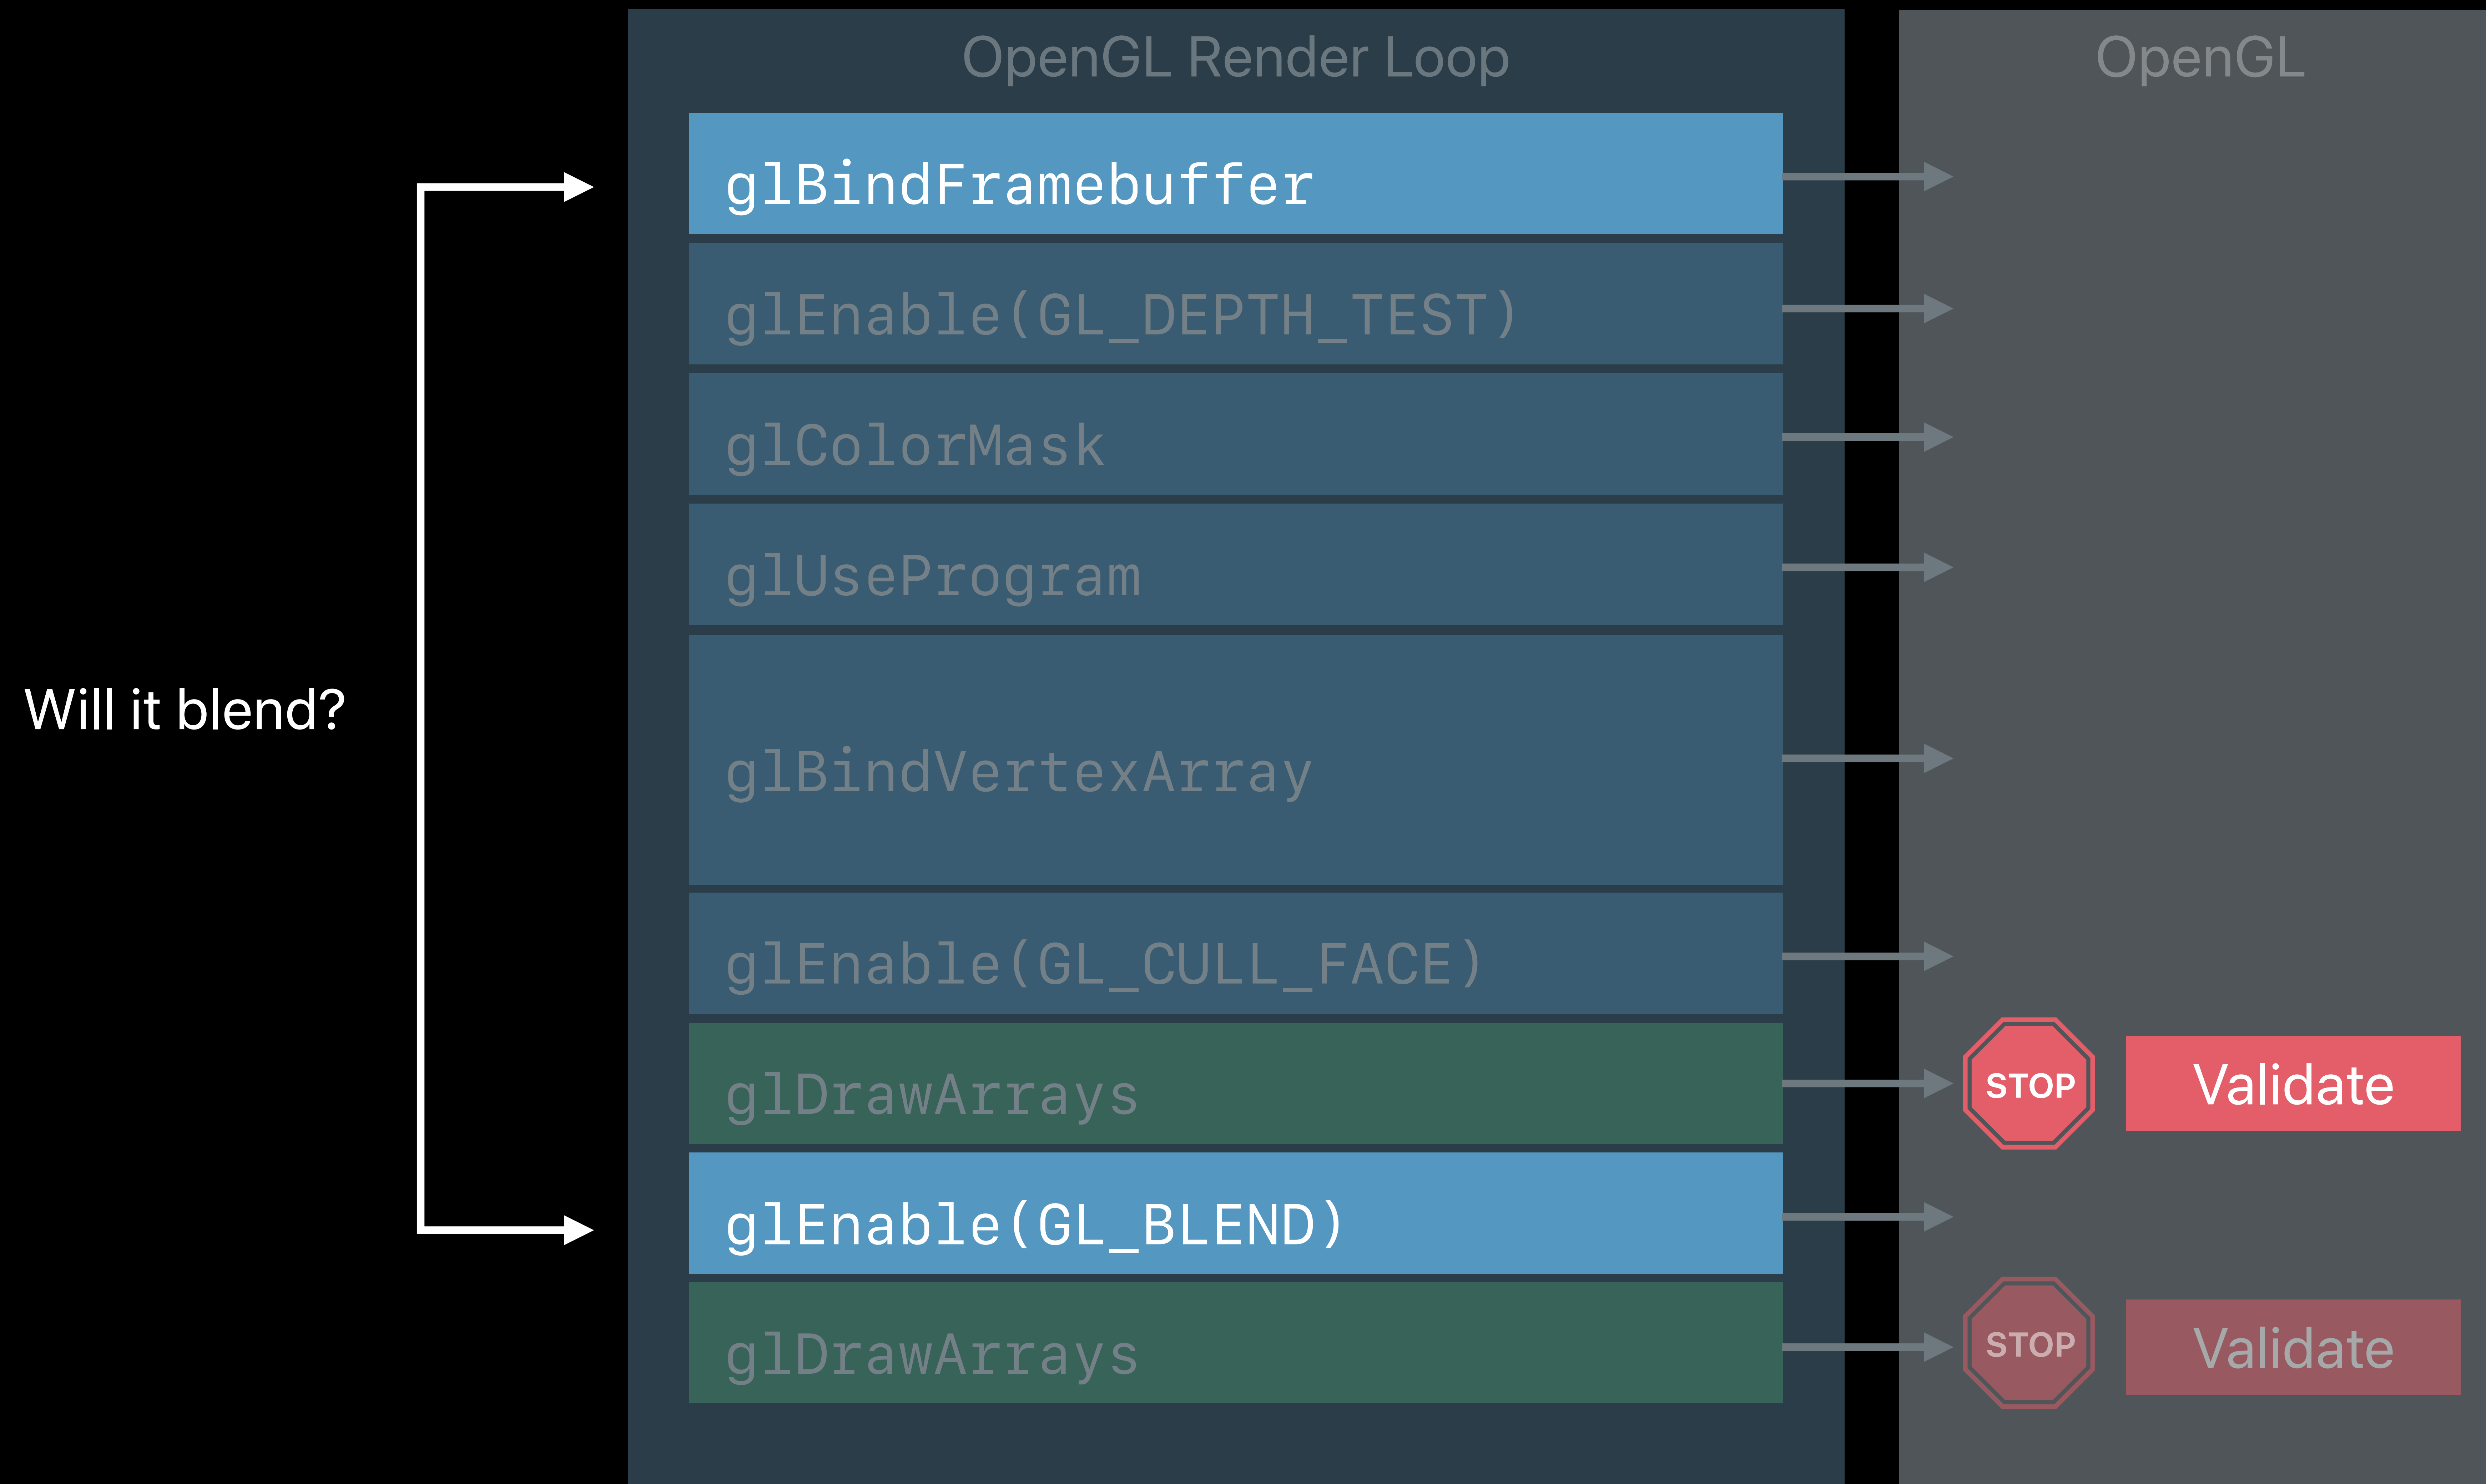 OpenGL Render Loop
OpenGL
glBindFramebuffer
glEnable(GL_DEPTH_TEST)
glColorMask
glUseProgram
Will it blend?
glBindVertexArray
glEnable(GL_CULL_FACE)
glDrawArrays
STOP
Validate
glEnable(GL_BLEND)
glDrawArrays
STOP
Validate